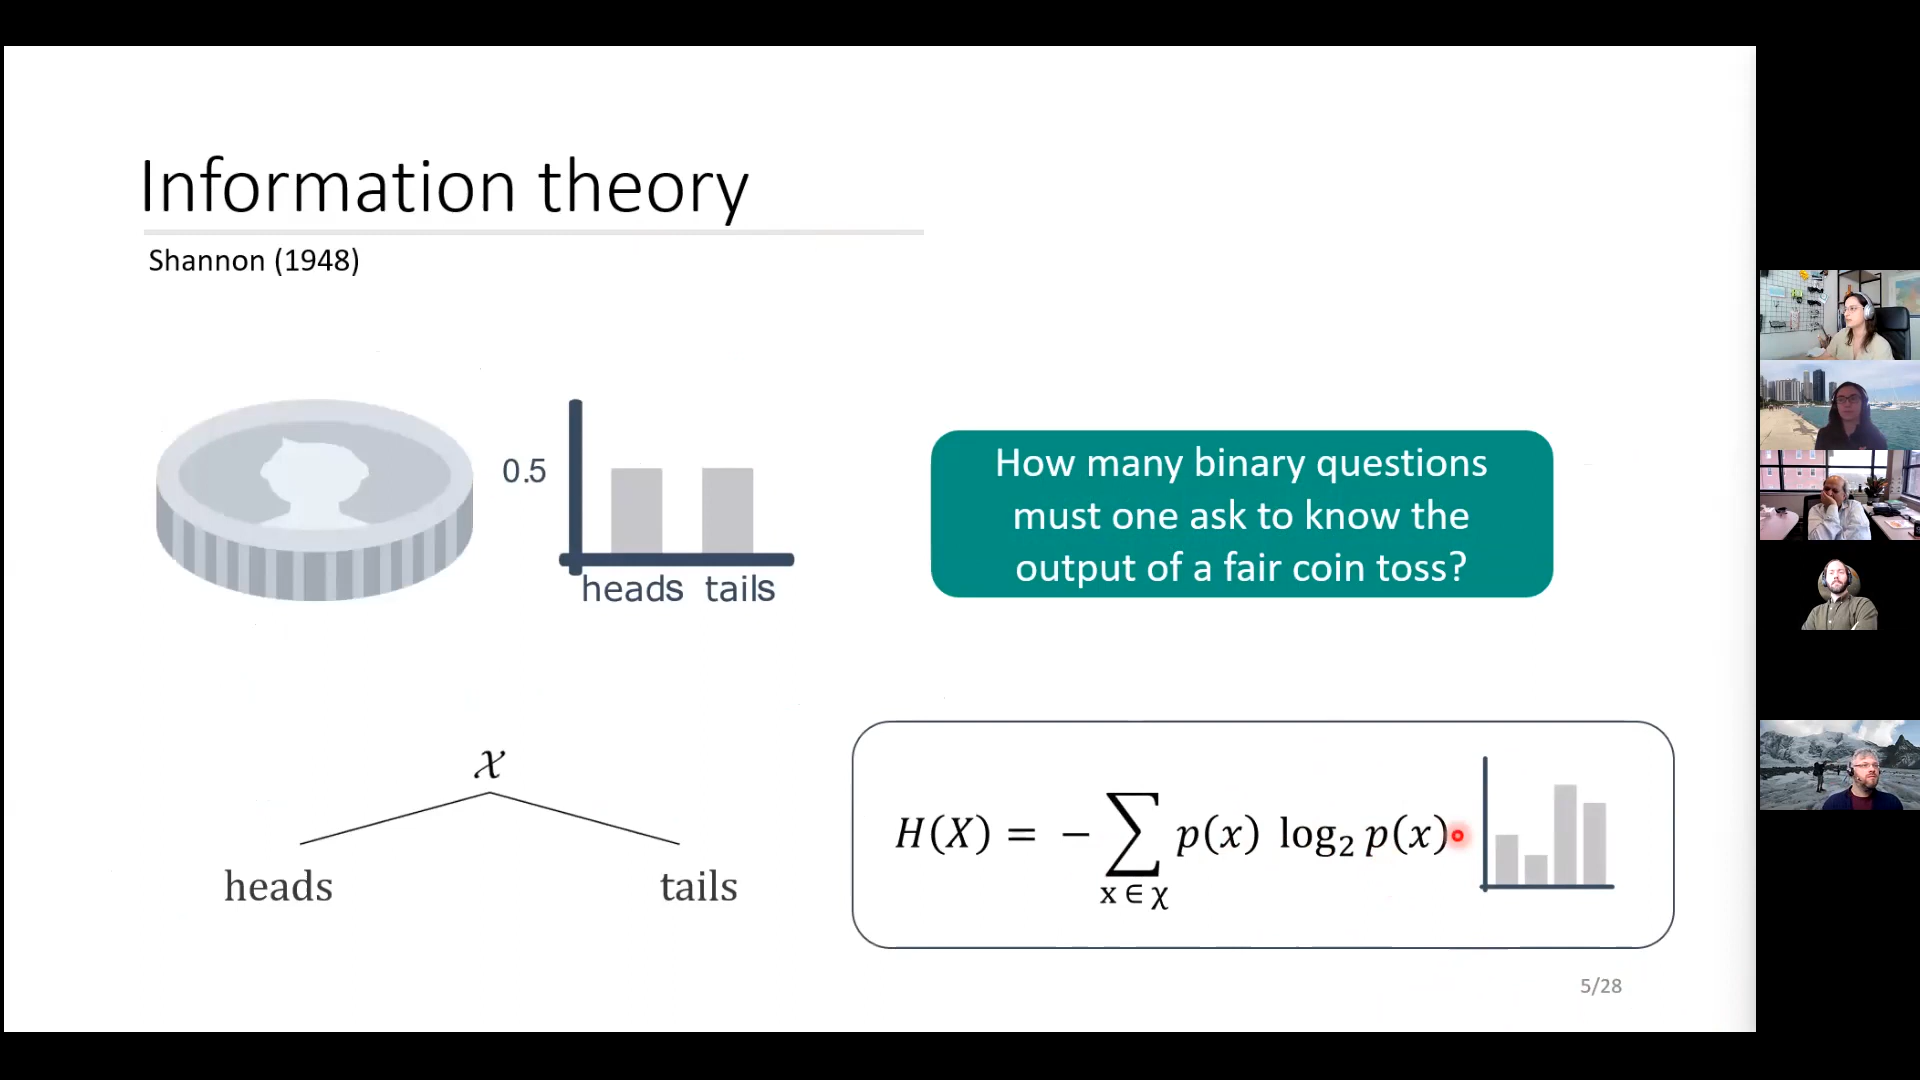 Information theory
Shannon (1948)
0.5
heads tails
How many binary questions
must one ask to know the
output of a fair coin toss?
𝒳
heads tails
H(X) = − ∑ p(x) log₂ p(x)
x ∈ χ
5/28